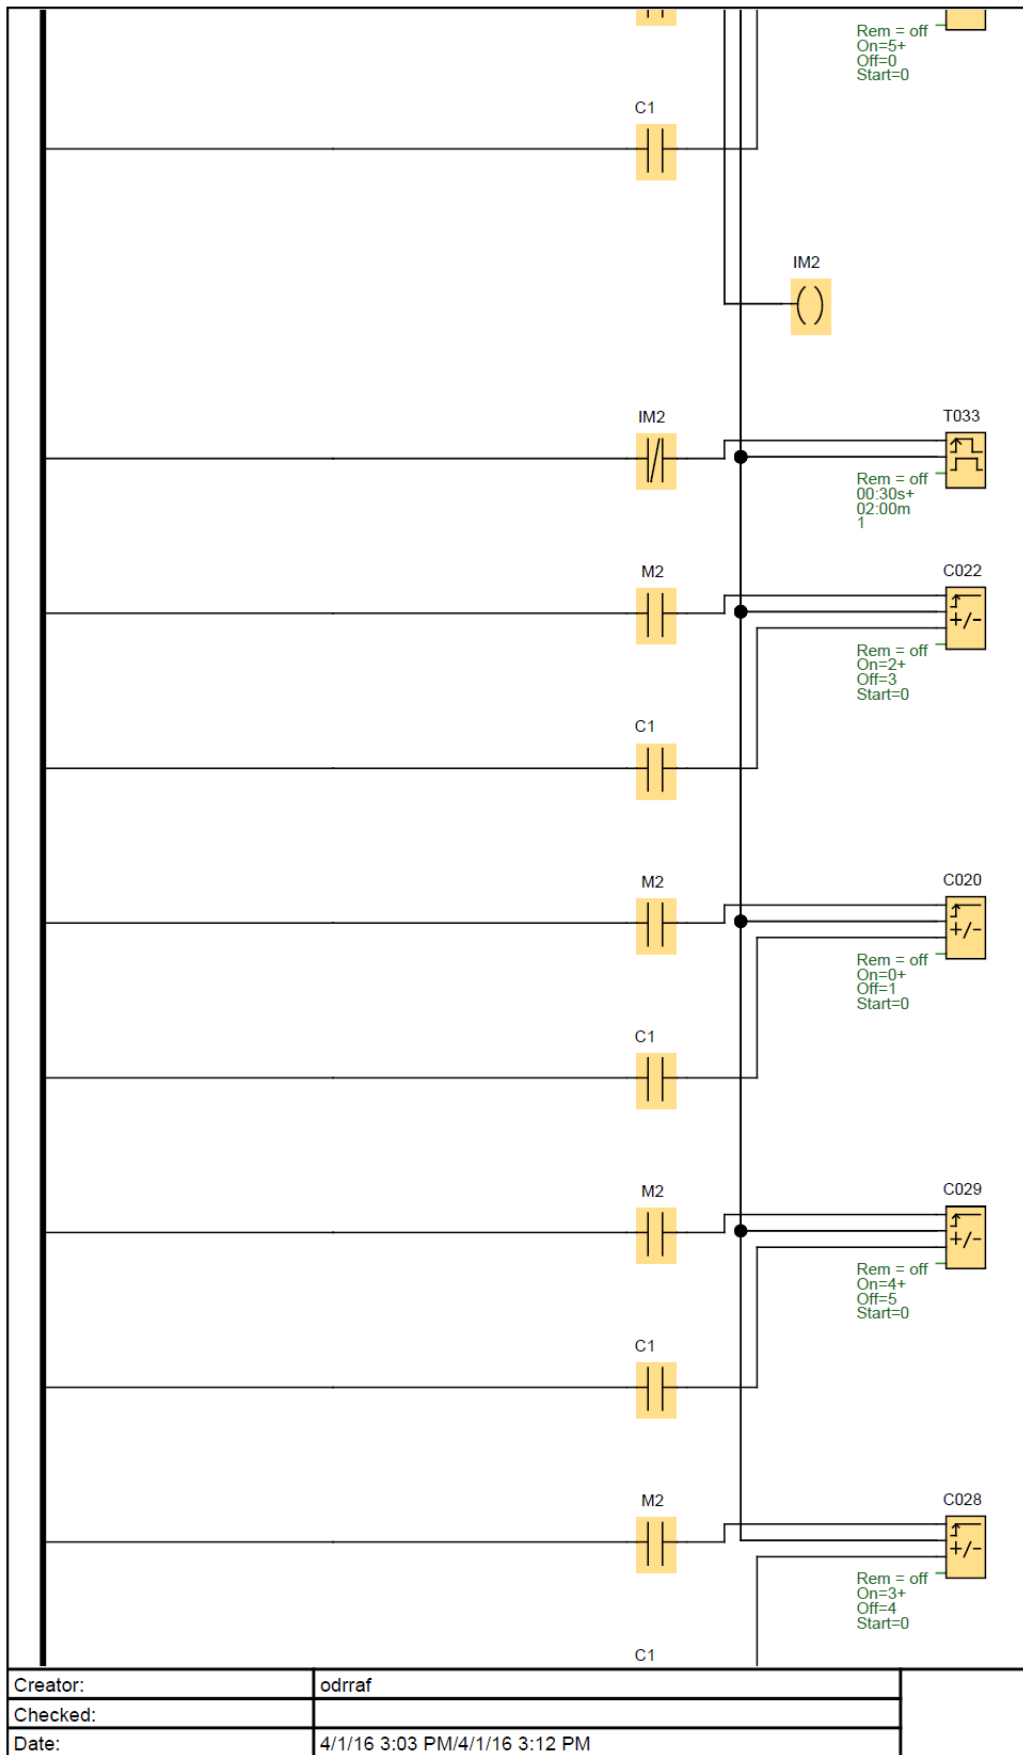 Rem = off
On=5+
Off=0
Start=0
C1
IM2
IM2
T033
Rem = off
00:30s+
02:00m
1
M2
C022
+/-
Rem = off
On=2+
Off=3
Start=0
C1
M2
C020
+/-
Rem = off
On=0+
Off=1
Start=0
C1
M2
C029
+/-
Rem = off
On=4+
Off=5
Start=0
C1
M2
C028
+/-
Rem = off
On=3+
Off=4
Start=0
C1
Creator: odrraf
Checked:
Date: 4/1/16 3:03 PM/4/1/16 3:12 PM